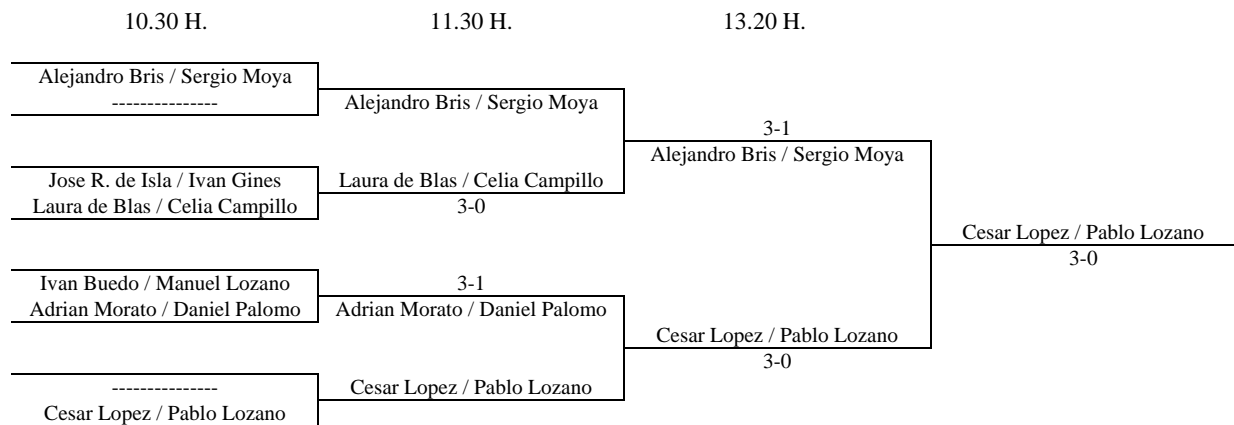 10.30 H. 11.30 H. 13.20 H.
Alejandro Bris / Sergio Moya
---------------
Alejandro Bris / Sergio Moya
3-1
Alejandro Bris / Sergio Moya
Jose R. de Isla / Ivan Gines
Laura de Blas / Celia Campillo
Laura de Blas / Celia Campillo
3-0
Cesar Lopez / Pablo Lozano
3-0
Ivan Buedo / Manuel Lozano
Adrian Morato / Daniel Palomo
3-1
Adrian Morato / Daniel Palomo
Cesar Lopez / Pablo Lozano
3-0
---------------
Cesar Lopez / Pablo Lozano
Cesar Lopez / Pablo Lozano